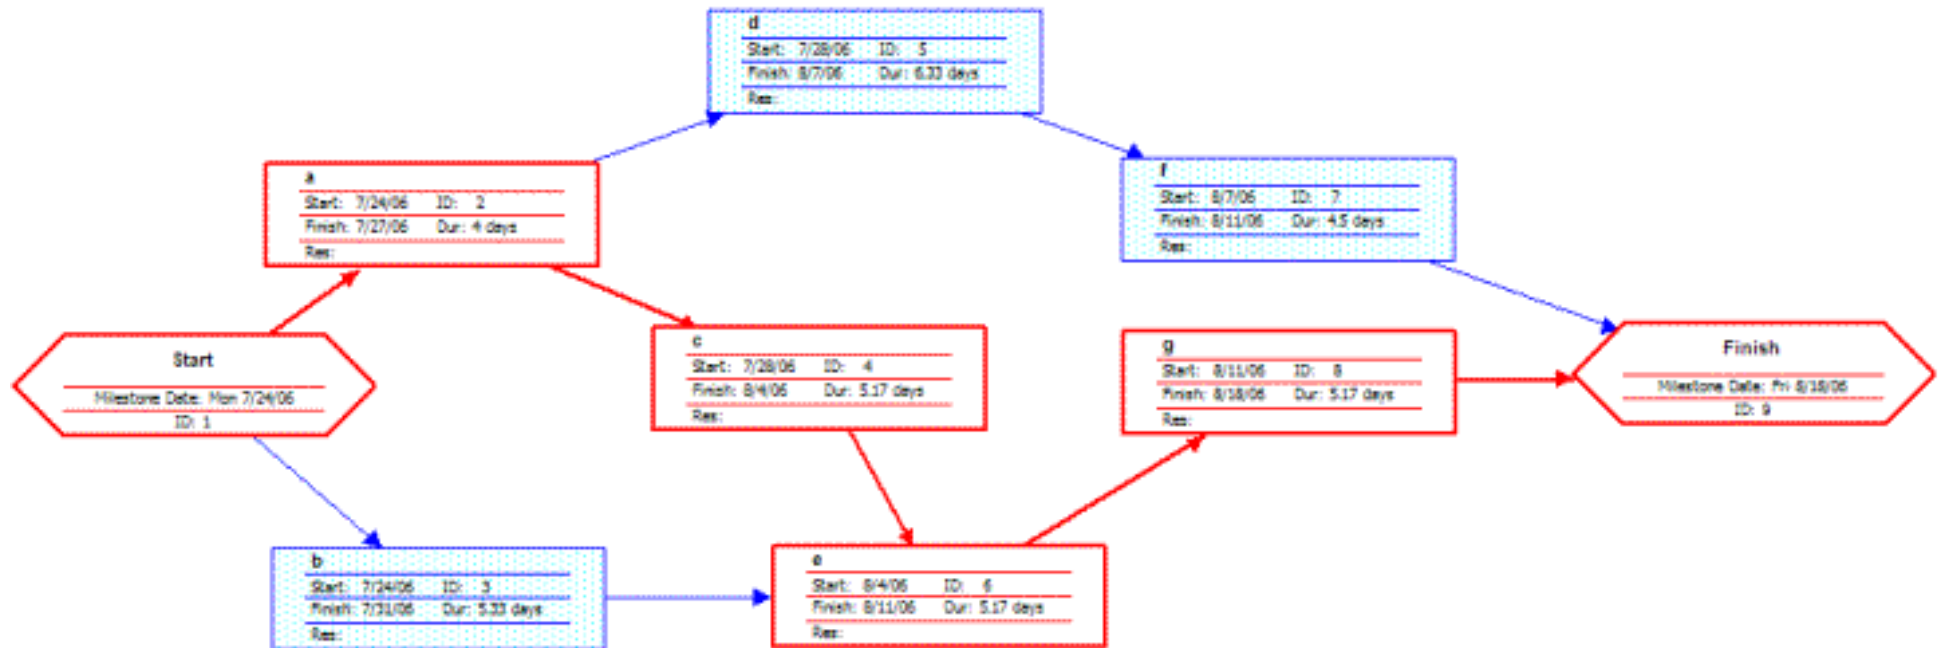 d
Start: 7/28/06 ID: 5
Finish: 8/7/06 Dur: 6.33 days
Res:
a
Start: 7/24/06 ID: 2
Finish: 7/27/06 Dur: 4 days
Res:
f
Start: 8/7/06 ID: 7
Finish: 8/11/06 Dur: 4.5 days
Res:
Start
Milestone Date: Mon 7/24/06
ID: 1
c
Start: 7/28/06 ID: 4
Finish: 8/4/06 Dur: 5.17 days
Res:
g
Start: 8/11/06 ID: 8
Finish: 8/18/06 Dur: 5.17 days
Res:
Finish
Milestone Date: Fri 8/18/06
ID: 9
b
Start: 7/24/06 ID: 3
Finish: 7/31/06 Dur: 5.33 days
Res:
e
Start: 8/4/06 ID: 6
Finish: 8/11/06 Dur: 5.17 days
Res: